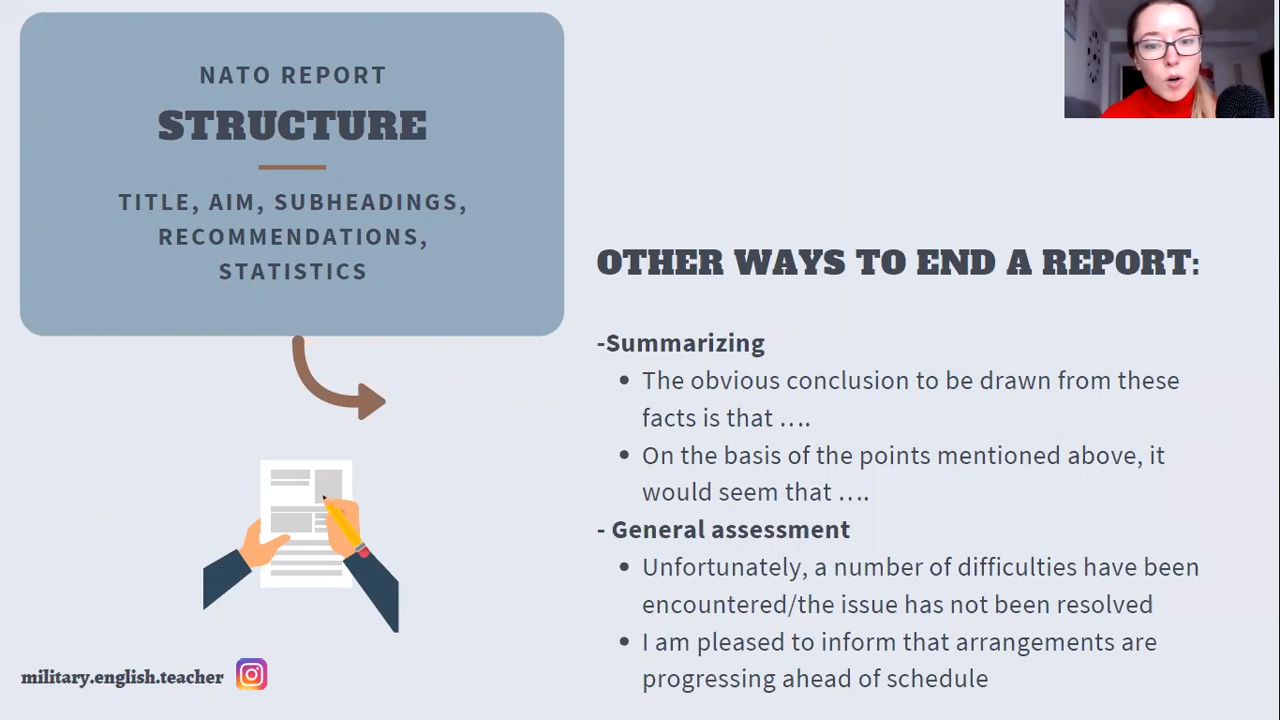 NATO REPORT
STRUCTURE
TITLE, AIM, SUBHEADINGS,
RECOMMENDATIONS,
STATISTICS
OTHER WAYS TO END A REPORT:
-Summarizing
• The obvious conclusion to be drawn from these
facts is that ….
• On the basis of the points mentioned above, it
would seem that ….
- General assessment
• Unfortunately, a number of difficulties have been
encountered/the issue has not been resolved
• I am pleased to inform that arrangements are
progressing ahead of schedule
military.english.teacher